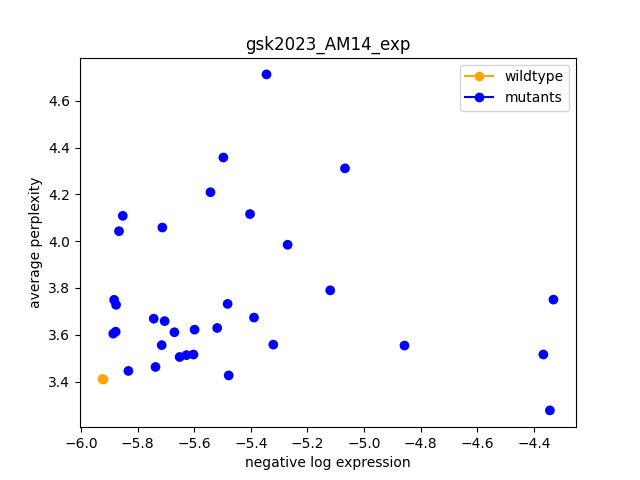 gsk2023_AM14_exp
wildtype
mutants
average perplexity
4.6
4.4
4.2
4.0
3.8
3.6
3.4
−6.0 −5.8 −5.6 −5.4 −5.2 −5.0 −4.8 −4.6 −4.4
negative log expression